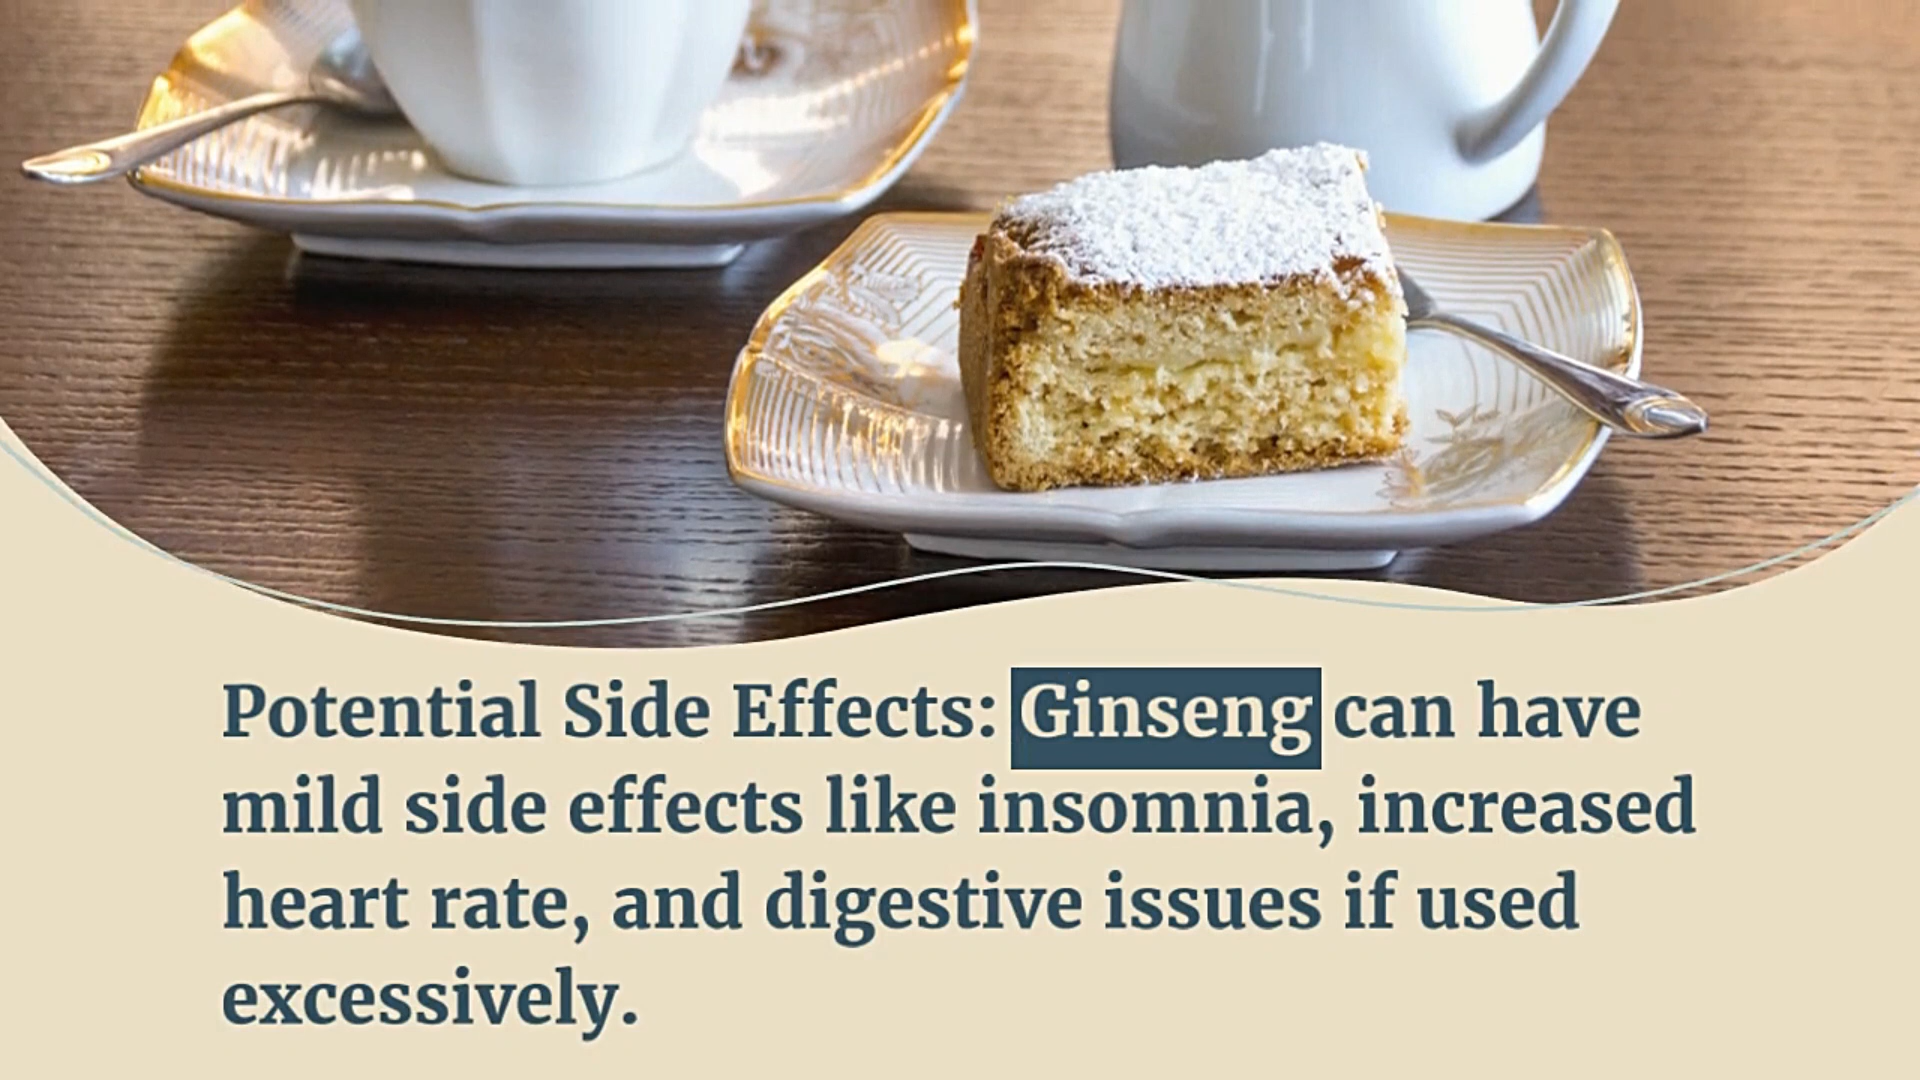 Potential Side Effects: Ginseng can have
mild side effects like insomnia, increased
heart rate, and digestive issues if used
excessively.